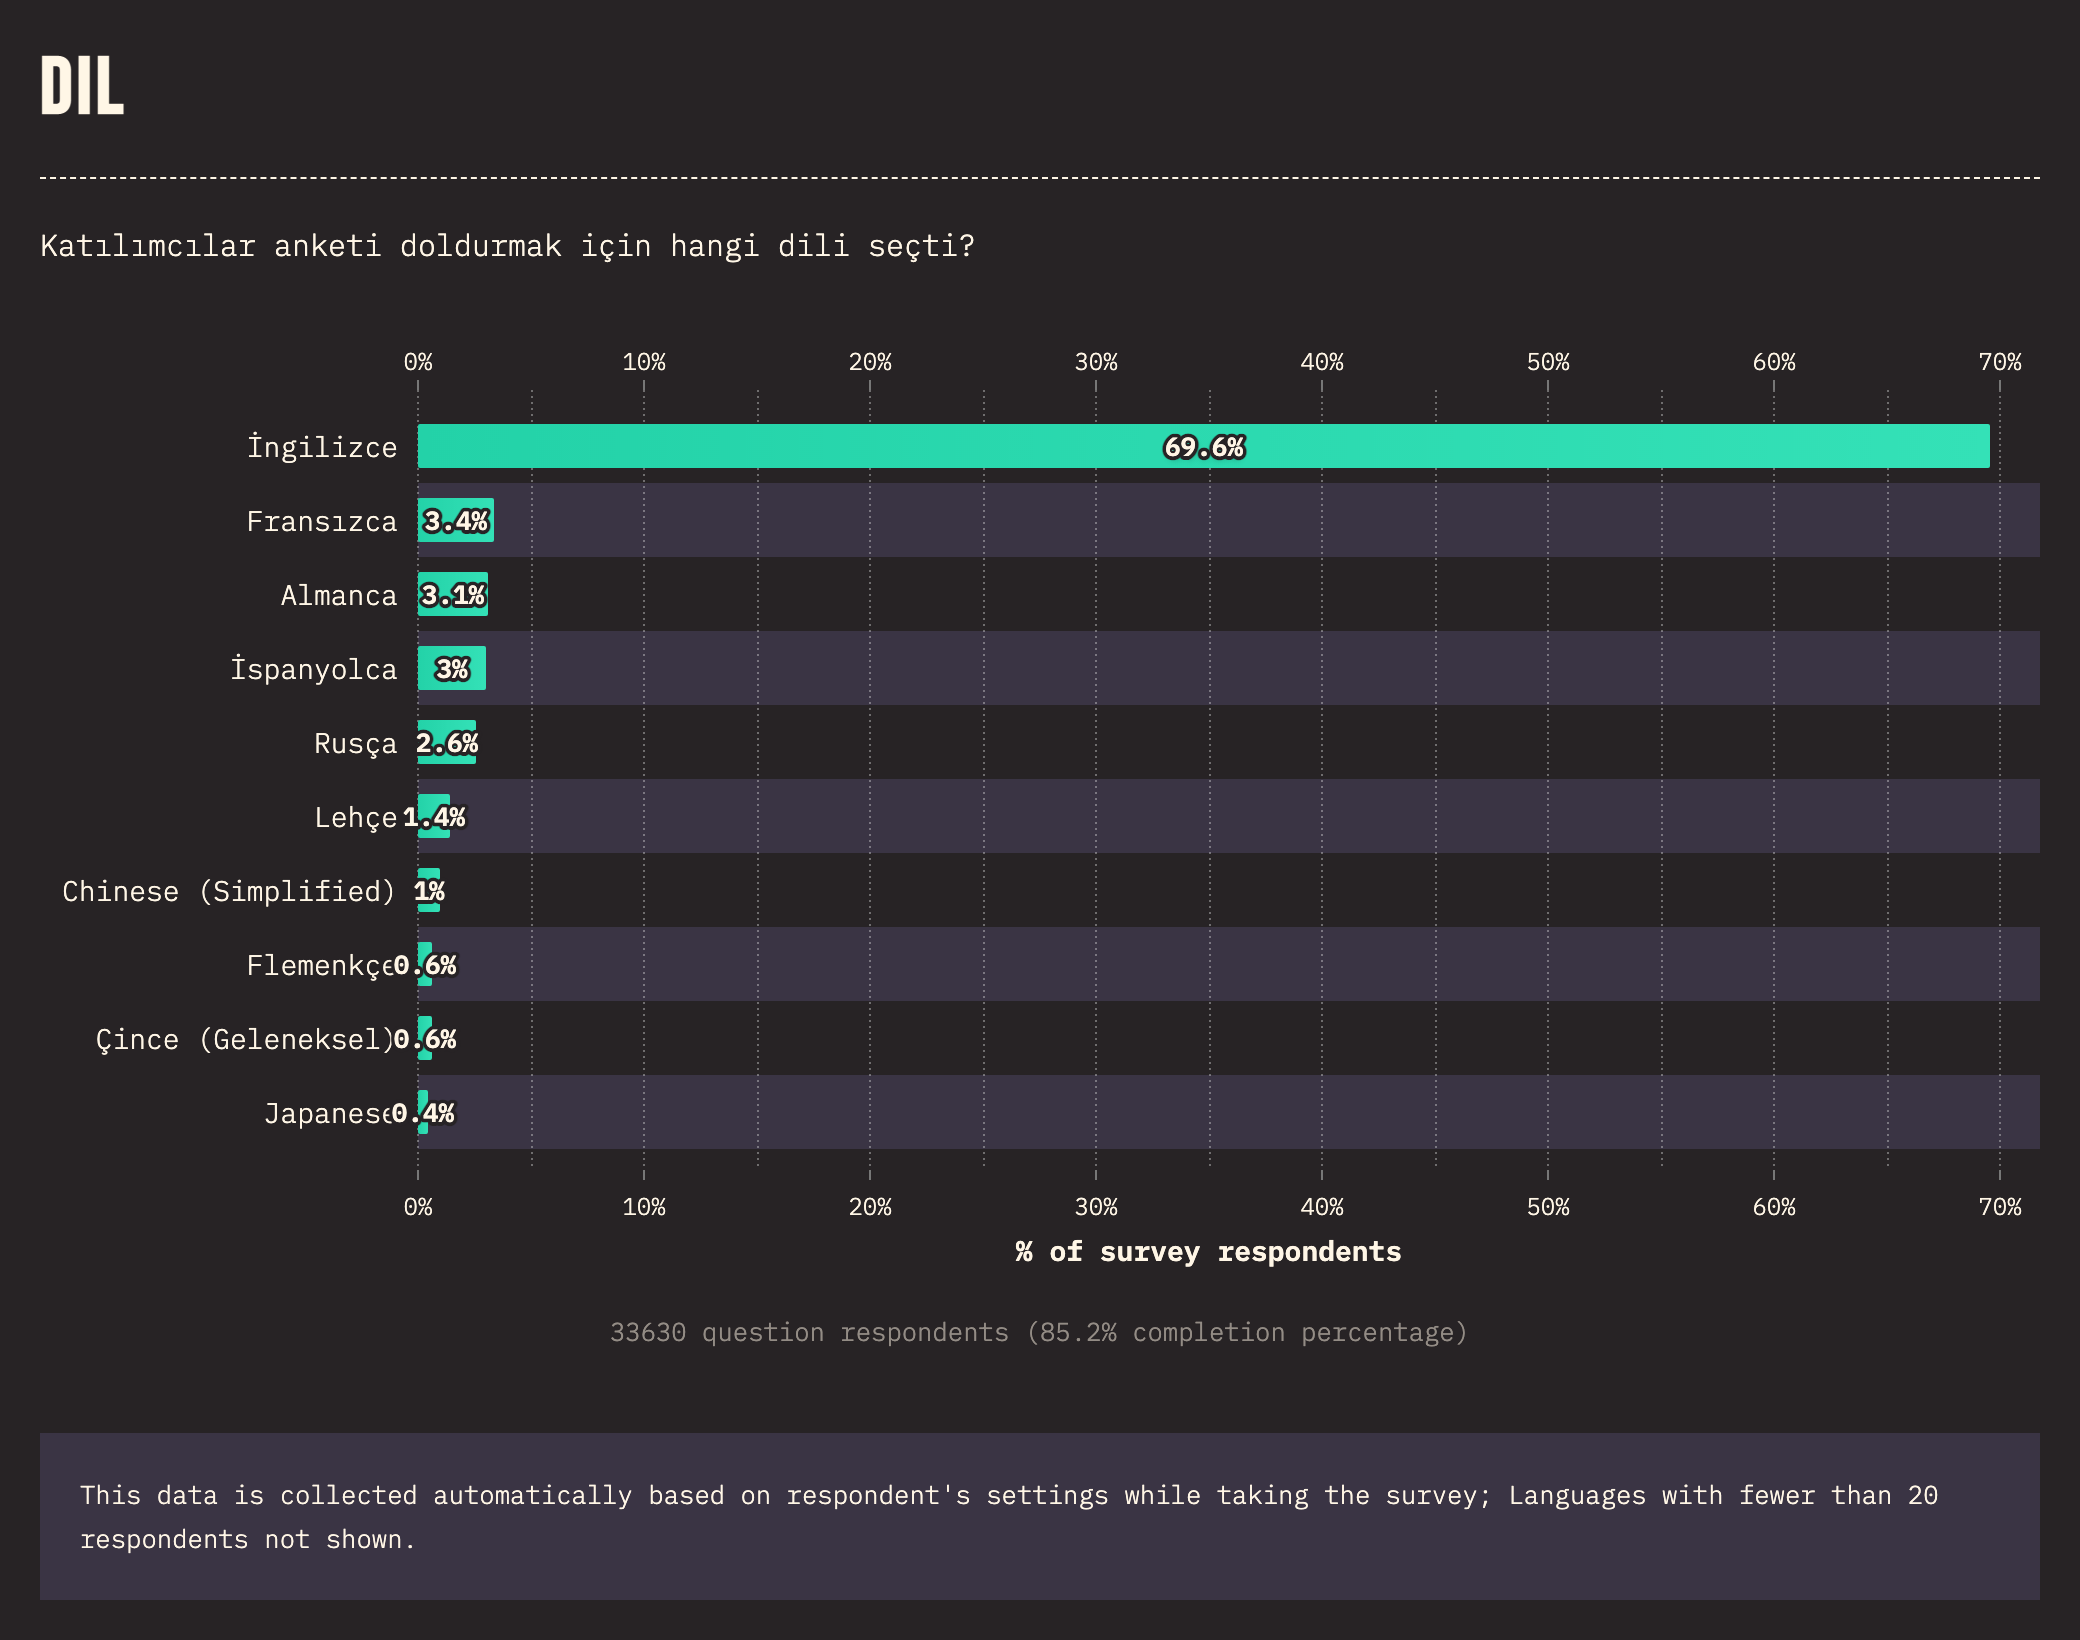 DIL
Katılımcılar anketi doldurmak için hangi dili seçti?
0% 10% 20% 30% 40% 50% 60% 70%
İngilizce 69.6%
Fransızca 3.4%
Almanca 3.1%
İspanyolca 3%
Rusça 2.6%
Lehçe 1.4%
Chinese (Simplified) 1%
Flemenkçe 0.6%
Çince (Geleneksel) 0.6%
Japanese 0.4%
0% 10% 20% 30% 40% 50% 60% 70%
% of survey respondents
33630 question respondents (85.2% completion percentage)
This data is collected automatically based on respondent's settings while taking the survey; Languages with fewer than 20
respondents not shown.